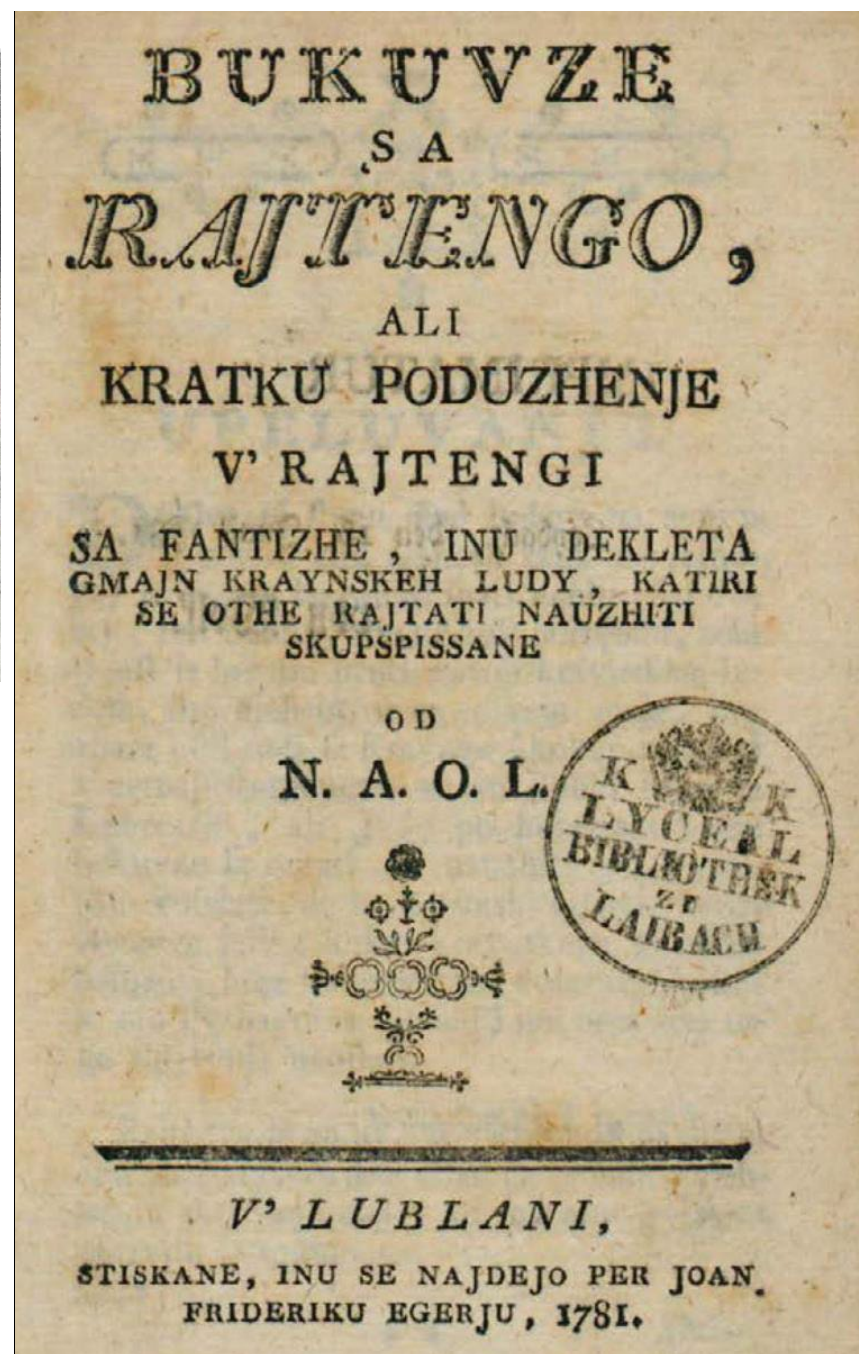 BUKUVZE
SA
RAJTENGO,
ALI
KRATKU PODUZHENJE
V' RAJTENGI
SA FANTIZHE, INU DEKLETA
GMAJN KRAYNSKEH LUDY, KATIRI
SE OTHE RAJTATI NAUZHITI
SKUPSPISSANE
OD
N. A. O. L.
K K
LYCEAL
BIBLIOTHEK
ZU
LAIBACH
V' LUBLANI,
STISKANE, INU SE NAJDEJO PER JOAN.
FRIDERIKU EGERJU, 1781.